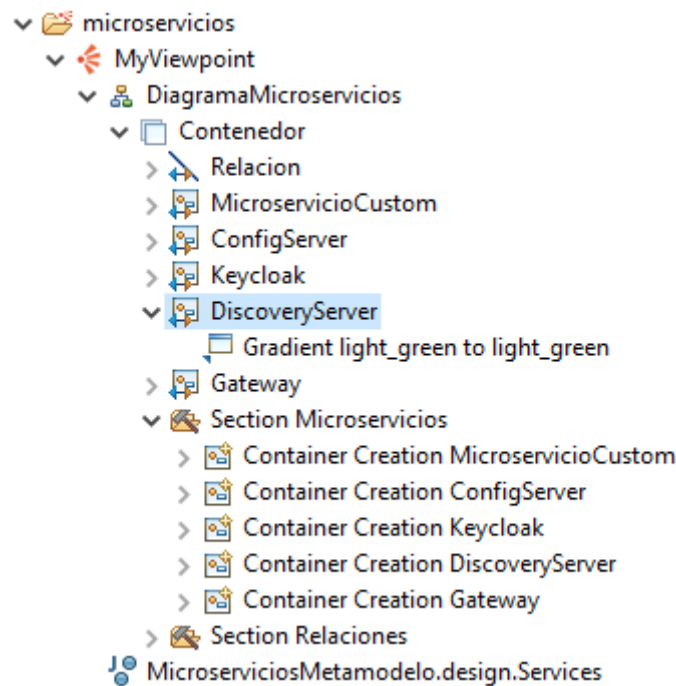 microservicios
MyViewpoint
DiagramaMicroservicios
Contenedor
Relacion
MicroservicioCustom
ConfigServer
Keycloak
DiscoveryServer
Gradient light_green to light_green
Gateway
Section Microservicios
Container Creation MicroservicioCustom
Container Creation ConfigServer
Container Creation Keycloak
Container Creation DiscoveryServer
Container Creation Gateway
Section Relaciones
MicroserviciosMetamodelo.design.Services